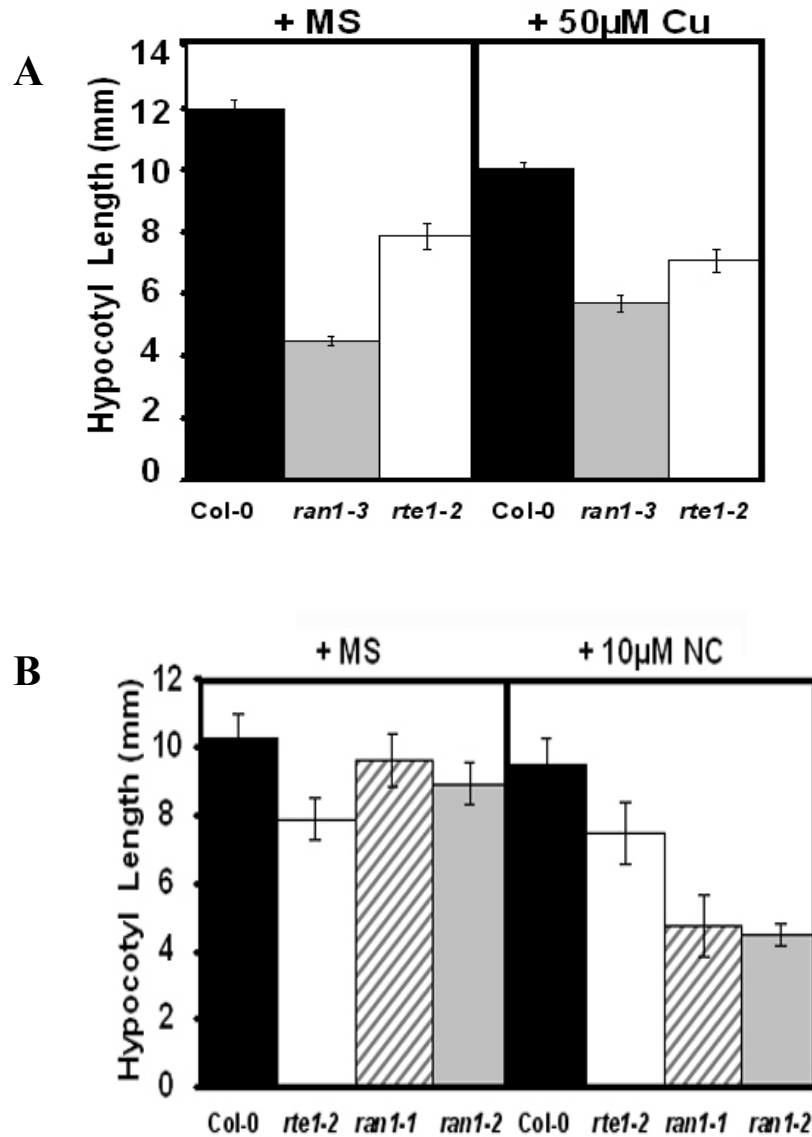 + MS + 50µM Cu
A
Hypocotyl Length (mm)
14
12
10
8
6
4
2
0
Col-0 ran1-3 rte1-2 Col-0 ran1-3 rte1-2
+ MS + 10µM NC
B
Hypocotyl Length (mm)
12
10
8
6
4
2
0
Col-0 rte1-2 ran1-1 ran1-2 Col-0 rte1-2 ran1-1 ran1-2